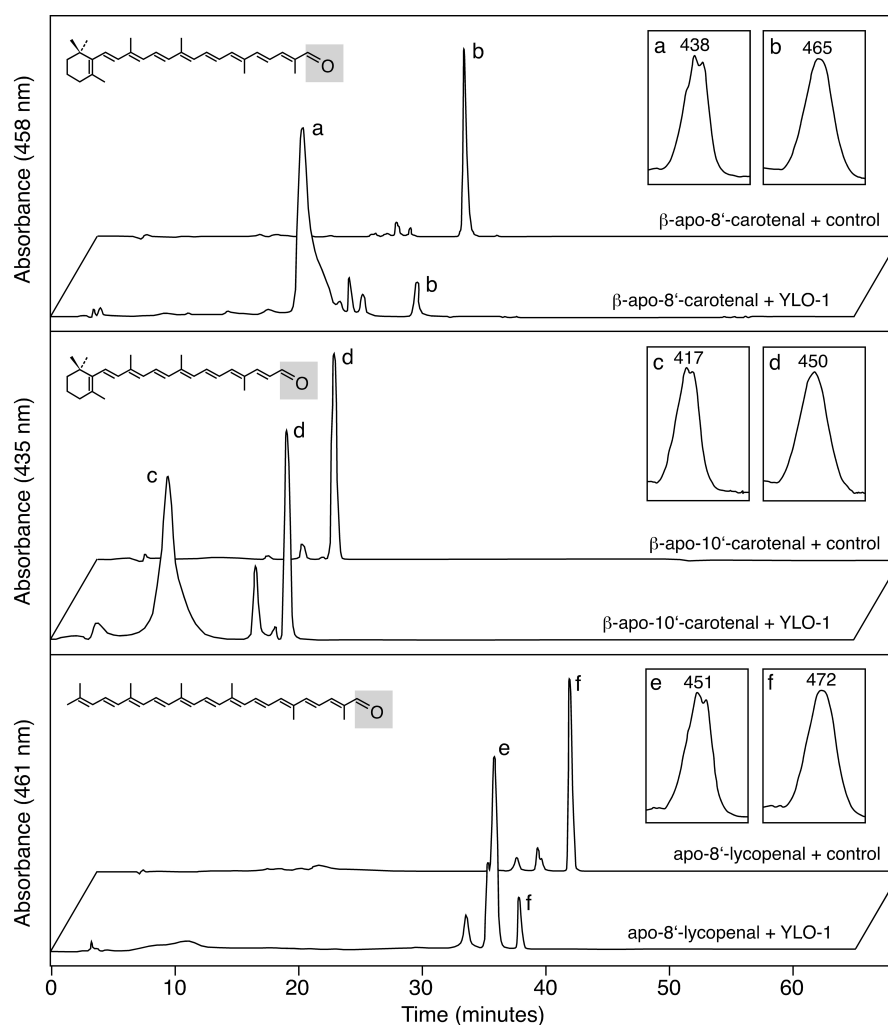 Absorbance (458 nm)
O
a
b
b
a 438
b 465
β-apo-8‘-carotenal + control
β-apo-8‘-carotenal + YLO-1
Absorbance (435 nm)
O
c
d
d
c 417
d 450
β-apo-10‘-carotenal + control
β-apo-10‘-carotenal + YLO-1
Absorbance (461 nm)
O
e
f
f
e 451
f 472
apo-8‘-lycopenal + control
apo-8‘-lycopenal + YLO-1
0 10 20 30 40 50 60
Time (minutes)